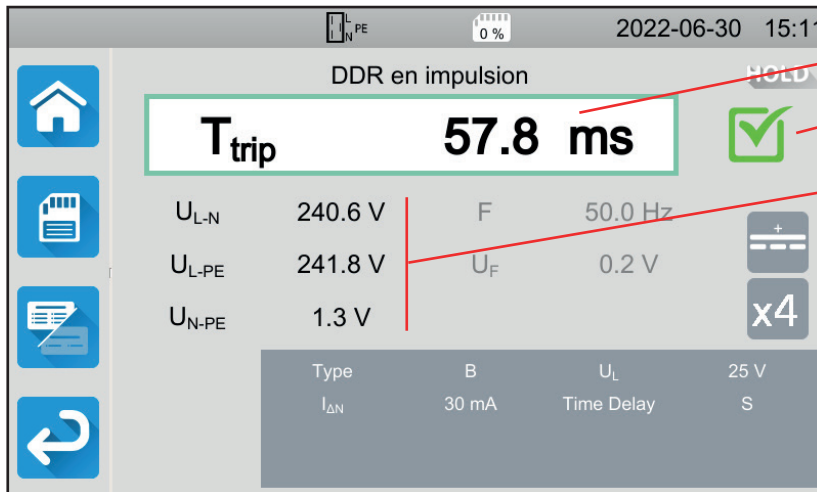 L N PE 0 % 2022-06-30 15:11
DDR en impulsion HOLD
Ttrip 57.8 ms
UL-N 240.6 V F 50.0 Hz
UL-PE 241.8 V UF 0.2 V
UN-PE 1.3 V x4
Type B UL 25 V
IΔN 30 mA Time Delay S